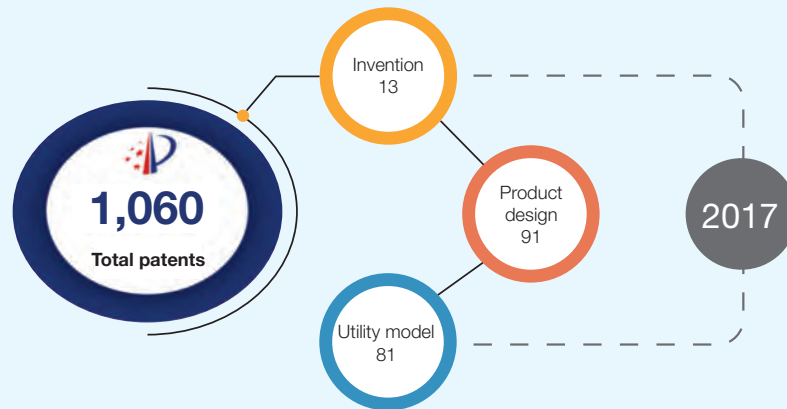 1,060
Total patents
Invention
13
Product
design
91
Utility model
81
2017